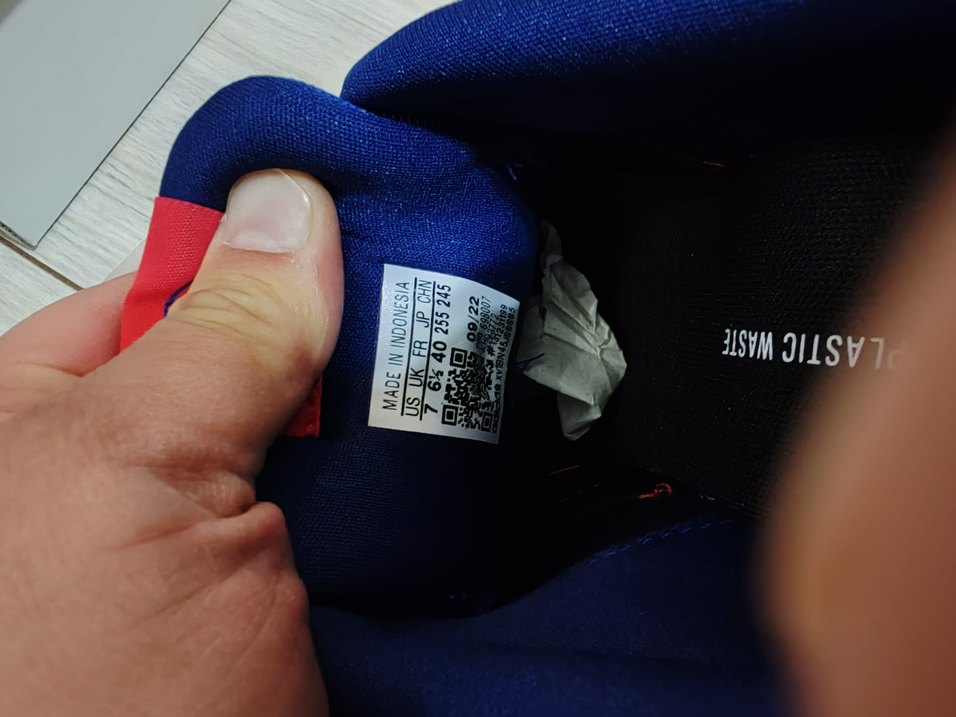 MADE IN INDONESIA
US UK FR JP CHN
7 6½ 40 255 245
09/22
PLASTIC WASTE